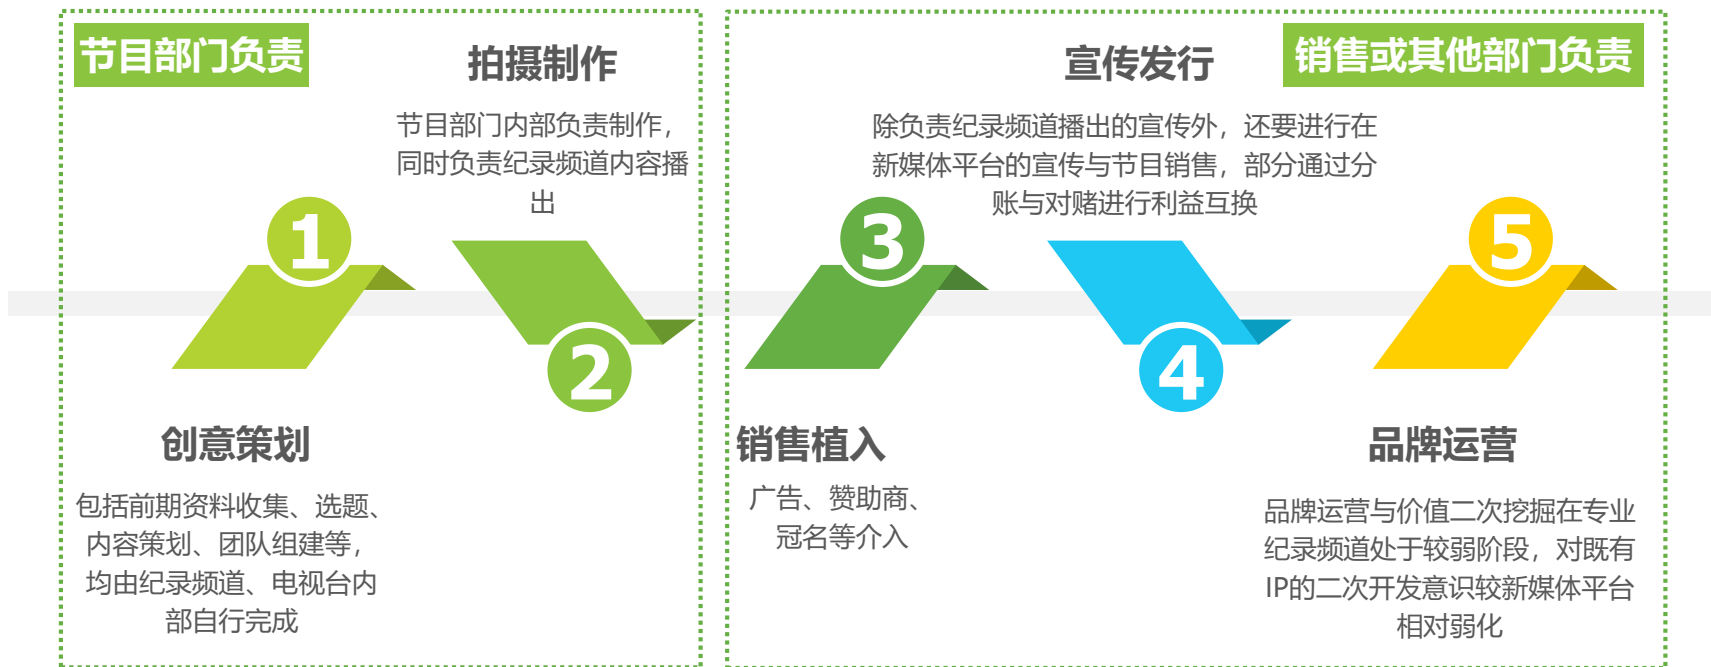 节目部门负责
1
创意策划
包括前期资料收集、选题、
内容策划、团队组建等，
均由纪录频道、电视台内
部自行完成
拍摄制作
节目部门内部负责制作，
同时负责纪录频道内容播
出
2
销售或其他部门负责
3
销售植入
广告、赞助商、
冠名等介入
宣传发行
除负责纪录频道播出的宣传外，还要进行在
新媒体平台的宣传与节目销售，部分通过分
账与对赌进行利益互换
4
5
品牌运营
品牌运营与价值二次挖掘在专业
纪录频道处于较弱阶段，对既有
IP的二次开发意识较新媒体平台
相对弱化